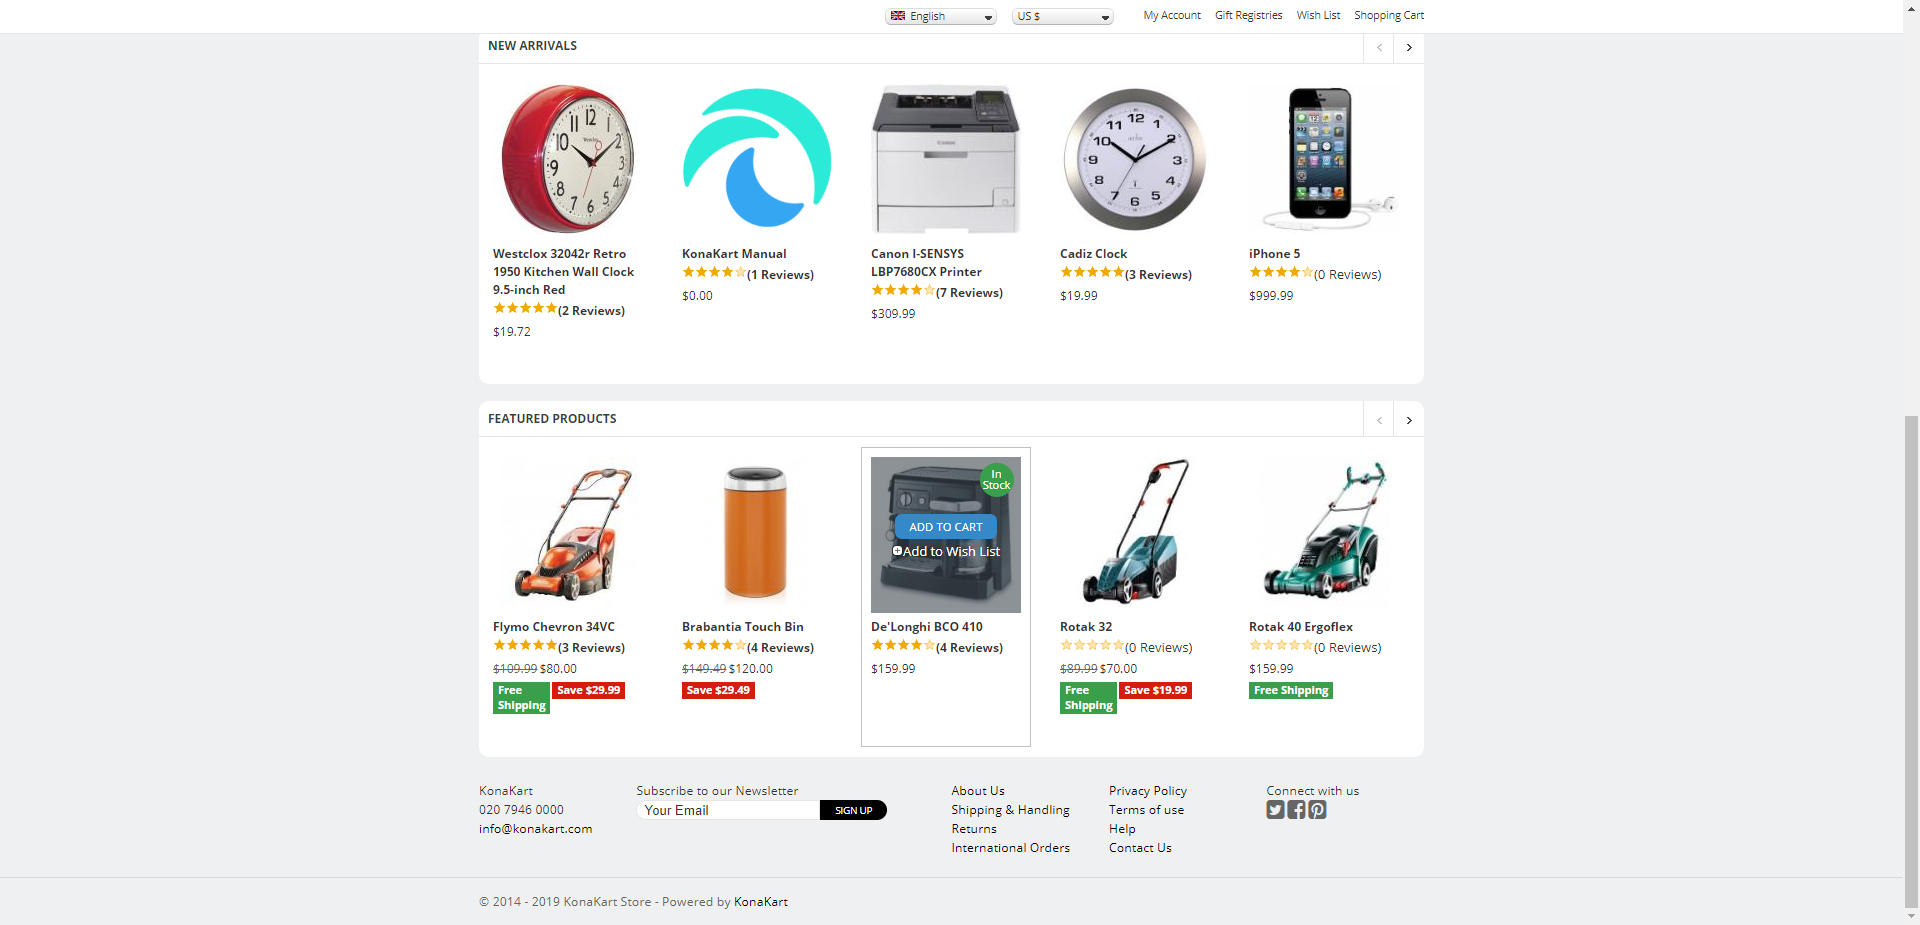 English
US $
My Account
Gift Registries
Wish List
Shopping Cart
NEW ARRIVALS
Westclox 32042r Retro
1950 Kitchen Wall Clock
9.5-inch Red
(2 Reviews)
$19.72
KonaKart Manual
(1 Reviews)
$0.00
Canon
Canon I-SENSYS
LBP7680CX Printer
(7 Reviews)
$309.99
Cadiz Clock
(3 Reviews)
$19.99
iPhone 5
(0 Reviews)
$999.99
FEATURED PRODUCTS
Flymo Chevron 34VC
(3 Reviews)
$109.99 $80.00
Free
Shipping
Save $29.99
Brabantia Touch Bin
(4 Reviews)
$149.49 $120.00
Save $29.49
In
Stock
ADD TO CART
Add to Wish List
De'Longhi BCO 410
(4 Reviews)
$159.99
Rotak 32
(0 Reviews)
$89.99 $70.00
Free
Shipping
Save $19.99
Rotak 40 Ergoflex
(0 Reviews)
$159.99
Free Shipping
KonaKart
020 7946 0000
info@konakart.com
Subscribe to our Newsletter
Your Email
SIGN UP
About Us
Shipping & Handling
Returns
International Orders
Privacy Policy
Terms of use
Help
Contact Us
Connect with us
© 2014 - 2019 KonaKart Store - Powered by KonaKart